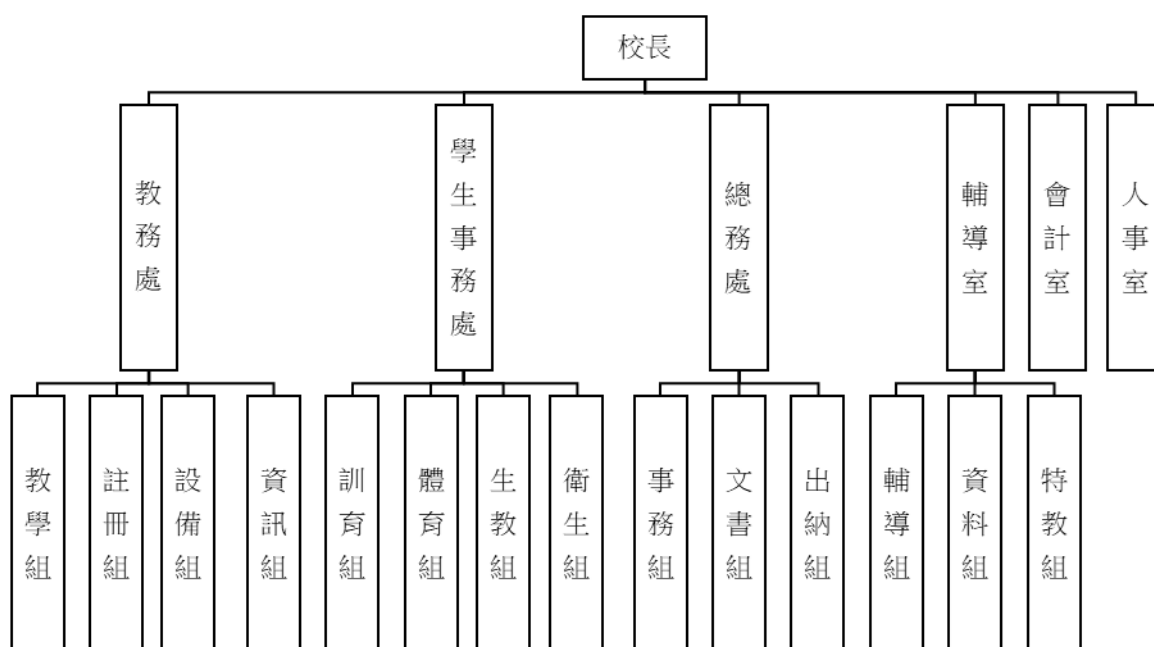 校長
教務處
學生事務處
總務處
輔導室
會計室
人事室
教學組
註冊組
設備組
資訊組
訓育組
體育組
生教組
衛生組
事務組
文書組
出納組
輔導組
資料組
特教組